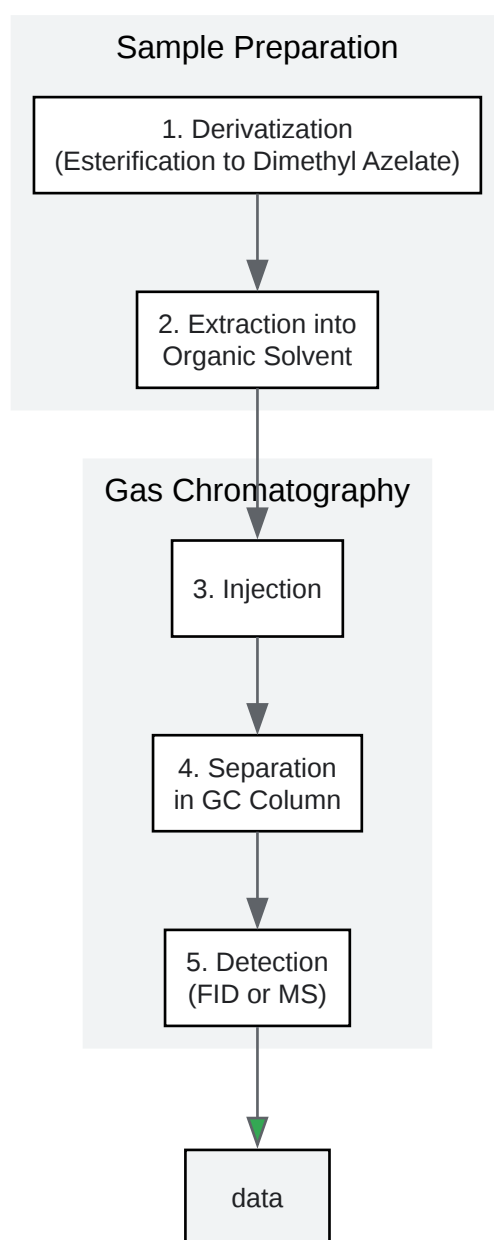 Sample Preparation
1. Derivatization
(Esterification to Dimethyl Azelate)
2. Extraction into
Organic Solvent
Gas Chromatography
3. Injection
4. Separation
in GC Column
5. Detection
(FID or MS)
data